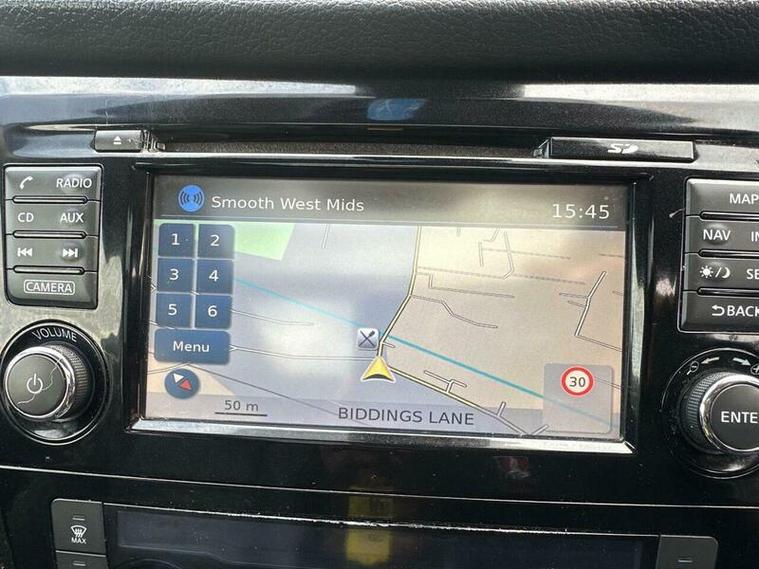 SD
RADIO
MAP
Smooth West Mids
15:45
CD AUX
NAV
1 2
3 4
5 6
CAMERA
BACK
VOLUME
Menu
30
50 m
BIDDINGS LANE
ENTE
MAX